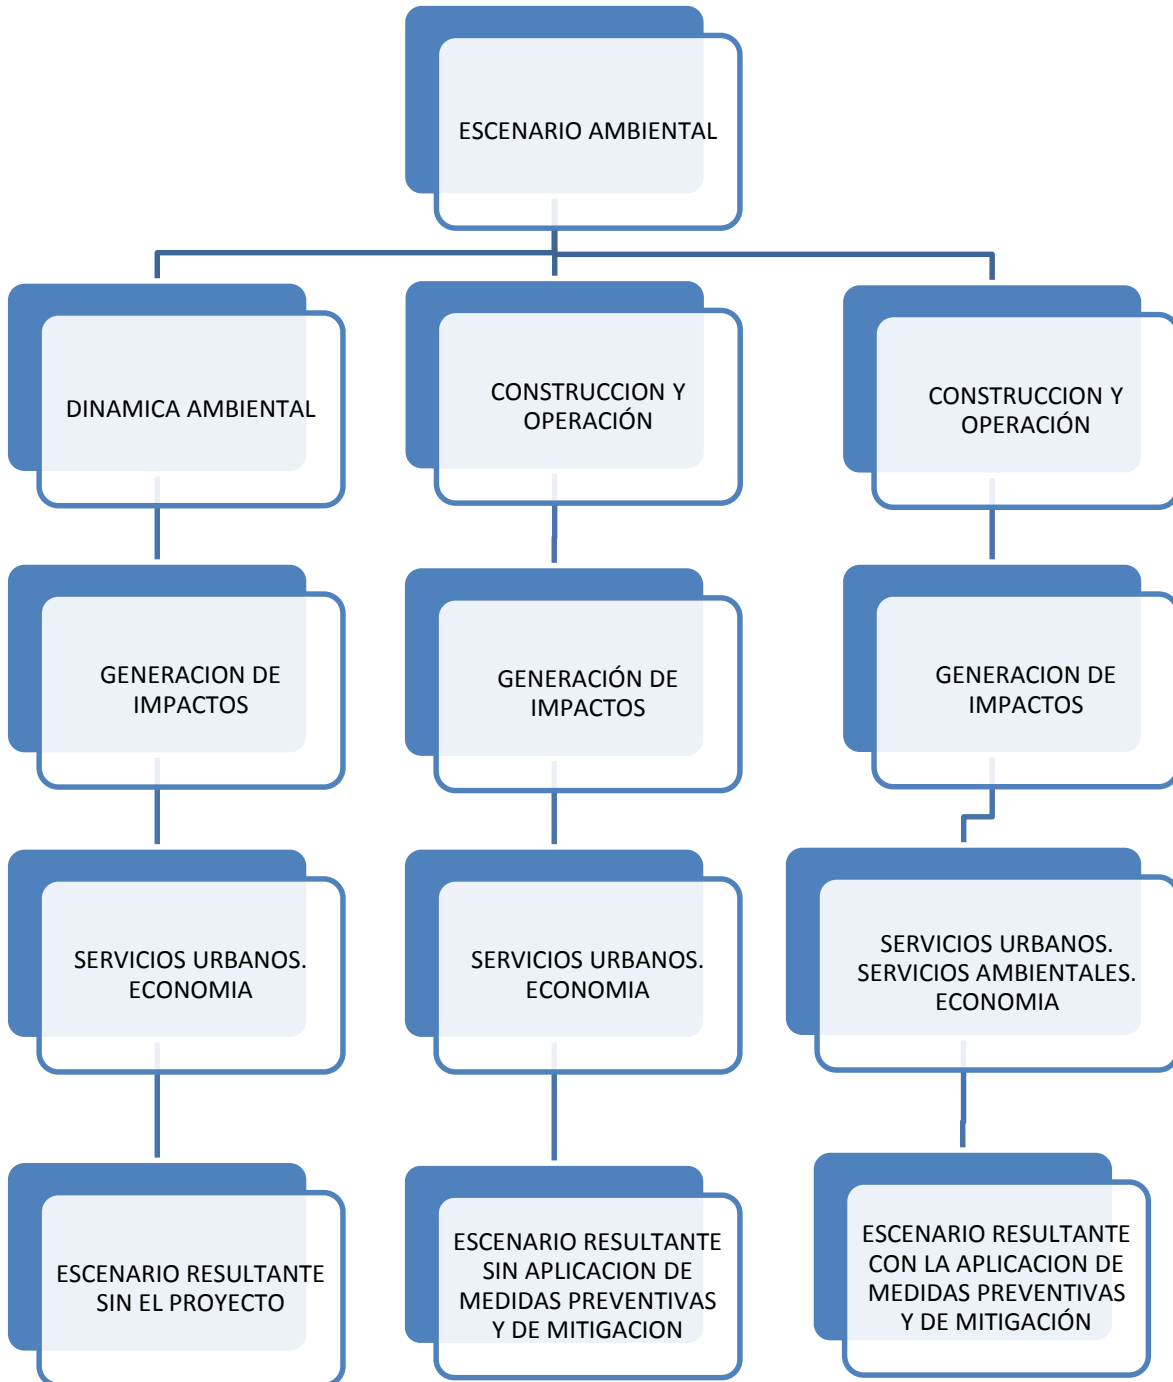 ESCENARIO AMBIENTAL
DINAMICA AMBIENTAL
CONSTRUCCION Y
OPERACIÓN
CONSTRUCCION Y
OPERACIÓN
GENERACION DE
IMPACTOS
GENERACIÓN DE
IMPACTOS
GENERACION DE
IMPACTOS
SERVICIOS URBANOS.
ECONOMIA
SERVICIOS URBANOS.
ECONOMIA
SERVICIOS URBANOS.
SERVICIOS AMBIENTALES.
ECONOMIA
ESCENARIO RESULTANTE
SIN EL PROYECTO
ESCENARIO RESULTANTE
SIN APLICACION DE
MEDIDAS PREVENTIVAS
Y DE MITIGACION
ESCENARIO RESULTANTE
CON LA APLICACION DE
MEDIDAS PREVENTIVAS
Y DE MITIGACIÓN